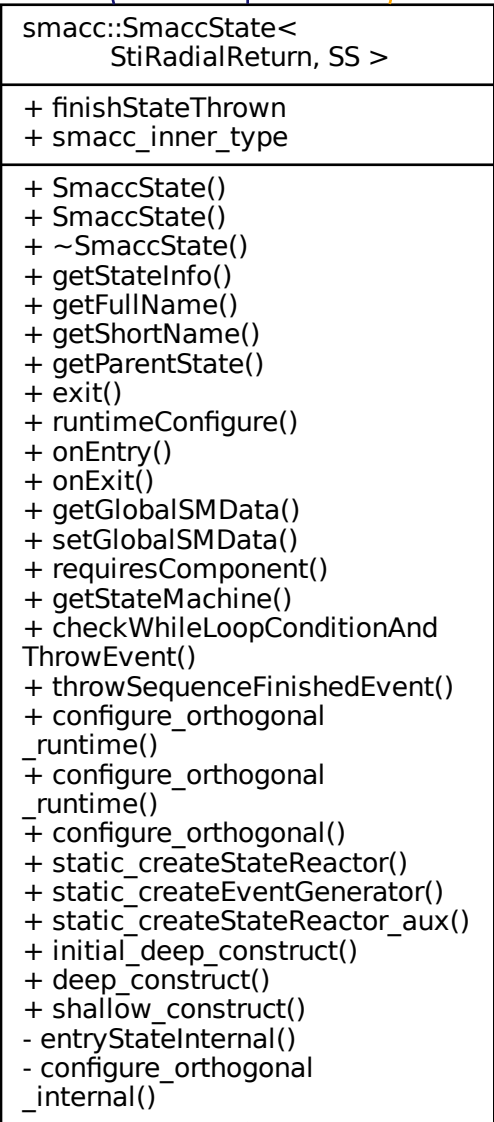 smacc::SmaccState<
StiRadialReturn, SS >
+ finishStateThrown
+ smacc_inner_type
+ SmaccState()
+ SmaccState()
+ ~SmaccState()
+ getStateInfo()
+ getFullName()
+ getShortName()
+ getParentState()
+ exit()
+ runtimeConfigure()
+ onEntry()
+ onExit()
+ getGlobalSMData()
+ setGlobalSMData()
+ requiresComponent()
+ getStateMachine()
+ checkWhileLoopConditionAnd
ThrowEvent()
+ throwSequenceFinishedEvent()
+ configure_orthogonal
_runtime()
+ configure_orthogonal
_runtime()
+ configure_orthogonal()
+ static_createStateReactor()
+ static_createEventGenerator()
+ static_createStateReactor_aux()
+ initial_deep_construct()
+ deep_construct()
+ shallow_construct()
- entryStateInternal()
- configure_orthogonal
_internal()